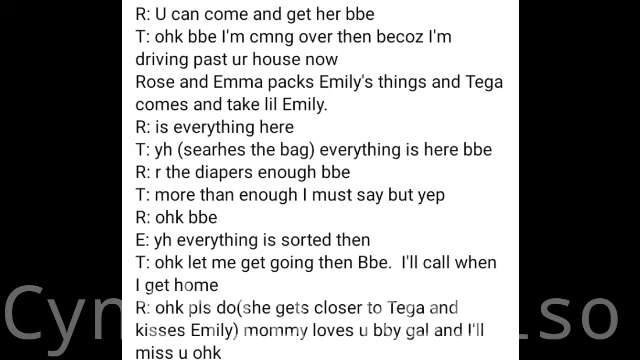 R: U can come and get her bbe
T: ohk bbe I'm cmng over then becoz I'm
driving past ur house now
Rose and Emma packs Emily's things and Tega
comes and take lil Emily.
R: is everything here
T: yh (searhes the bag) everything is here bbe
R: r the diapers enough bbe
T: more than enough I must say but yep
R: ohk bbe
E: yh everything is sorted then
T: ohk let me get going then Bbe.  I'll call when
I get home
R: ohk pls do(she gets closer to Tega and
kisses Emily) mommy loves u bby gal and I'll
miss u ohk